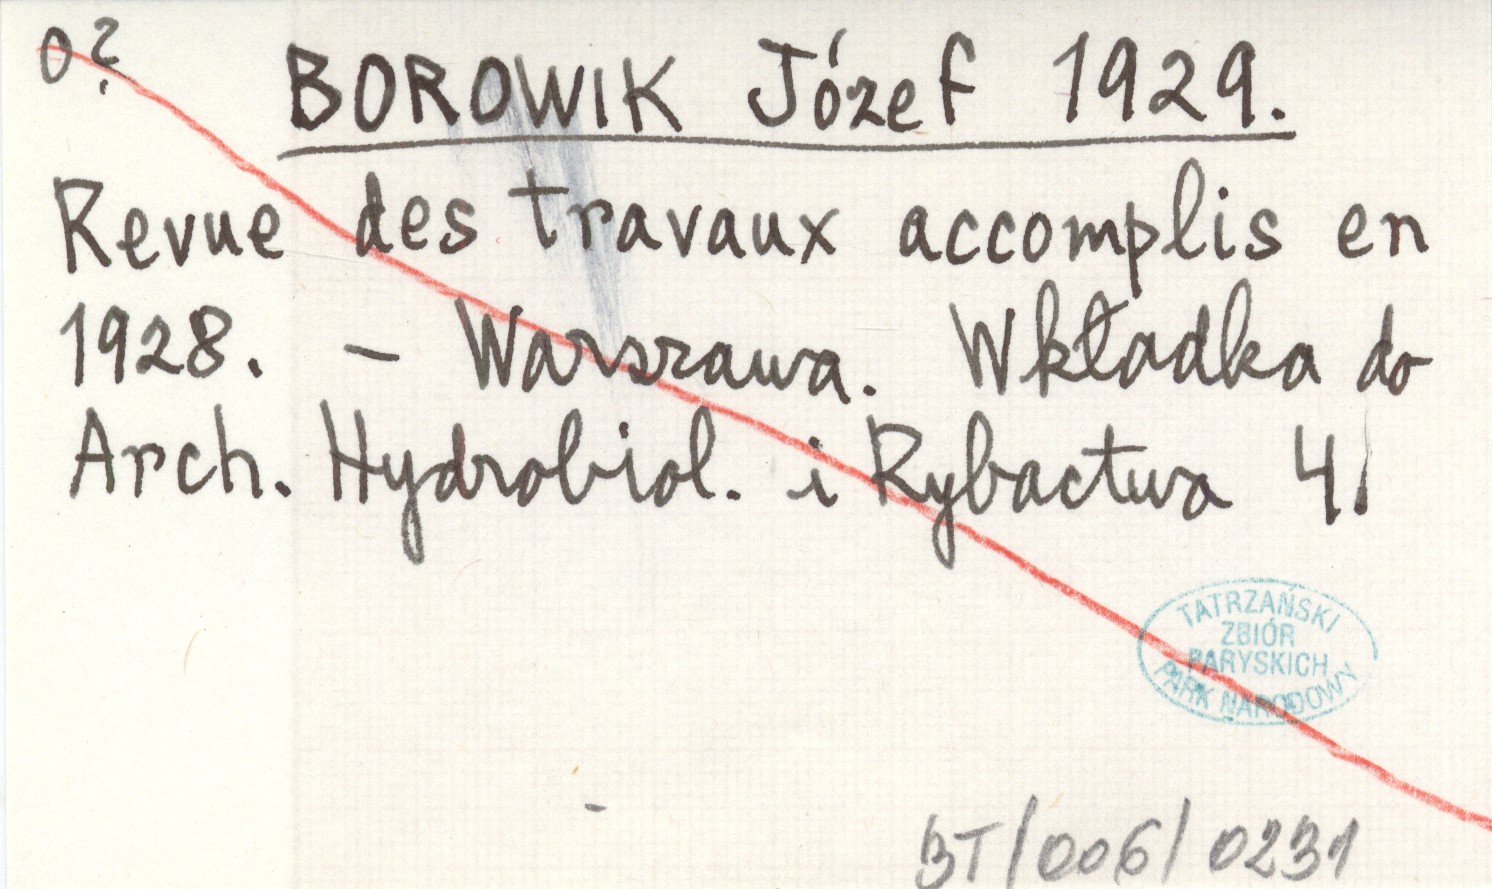 0?
BOROWIK Józef 1929.
Revue des travaux accomplis en
1928. – Warszawa. Wkładka do
Arch. Hydrobiol. i Rybactwa 4.
TATRZAŃSKI
ZBIÓR
PARYSKICH
PARK NARODOWY
BT/006/0231